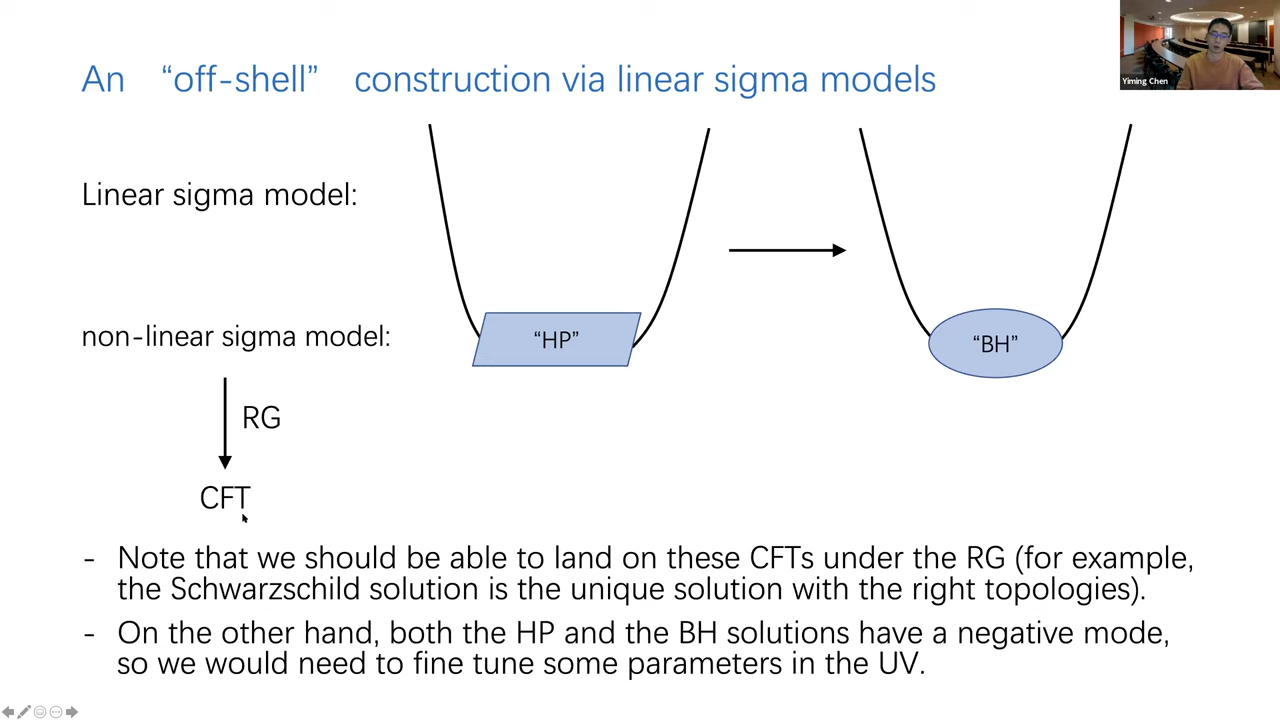 An “off-shell” construction via linear sigma models
Yiming Chen
Linear sigma model:
non-linear sigma model:
“HP”
“BH”
RG
CFT
- Note that we should be able to land on these CFTs under the RG (for example,
the Schwarzschild solution is the unique solution with the right topologies).
- On the other hand, both the HP and the BH solutions have a negative mode,
so we would need to fine tune some parameters in the UV.